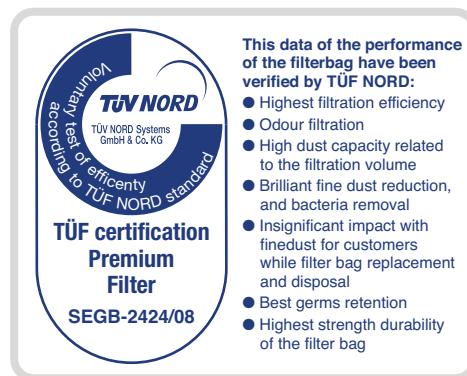 Voluntary test of efficenty
according to TÜF NORD standard
TÜV NORD
TÜV NORD Systems
GmbH & Co. KG
TÜF certification
Premium
Filter
SEGB-2424/08
This data of the performance
of the filterbag have been
verified by TÜF NORD:
● Highest filtration efficiency
● Odour filtration
● High dust capacity related
to the filtration volume
● Brilliant fine dust reduction,
and bacteria removal
● Insignificant impact with
finedust for customers
while filter bag replacement
and disposal
● Best germs retention
● Highest strength durability
of the filter bag